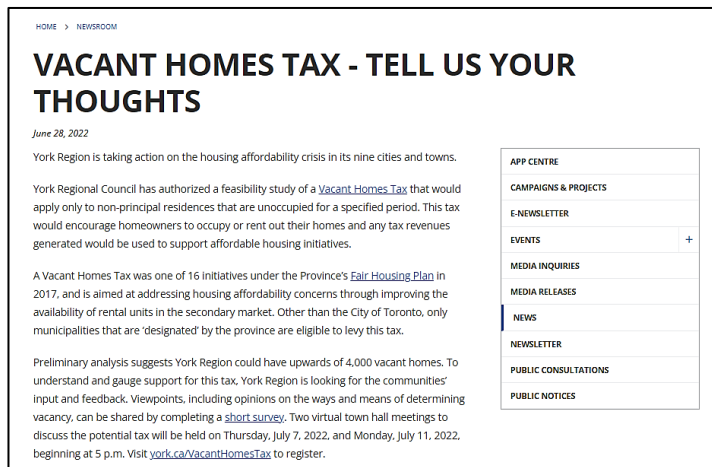 HOME > NEWSROOM
VACANT HOMES TAX - TELL US YOUR
THOUGHTS
June 28, 2022
York Region is taking action on the housing affordability crisis in its nine cities and towns.
York Regional Council has authorized a feasibility study of a Vacant Homes Tax that would
apply only to non-principal residences that are unoccupied for a specified period. This tax
would encourage homeowners to occupy or rent out their homes and any tax revenues
generated would be used to support affordable housing initiatives.
A Vacant Homes Tax was one of 16 initiatives under the Province's Fair Housing Plan in
2017, and is aimed at addressing housing affordability concerns through improving the
availability of rental units in the secondary market. Other than the City of Toronto, only
municipalities that are 'designated' by the province are eligible to levy this tax.
Preliminary analysis suggests York Region could have upwards of 4,000 vacant homes. To
understand and gauge support for this tax, York Region is looking for the communities'
input and feedback. Viewpoints, including opinions on the ways and means of determining
vacancy, can be shared by completing a short survey. Two virtual town hall meetings to
discuss the potential tax will be held on Thursday, July 7, 2022, and Monday, July 11, 2022,
beginning at 5 p.m. Visit york.ca/VacantHomesTax to register.
APP CENTRE
CAMPAIGNS & PROJECTS
E-NEWSLETTER
EVENTS +
MEDIA INQUIRIES
MEDIA RELEASES
NEWS
NEWSLETTER
PUBLIC CONSULTATIONS
PUBLIC NOTICES